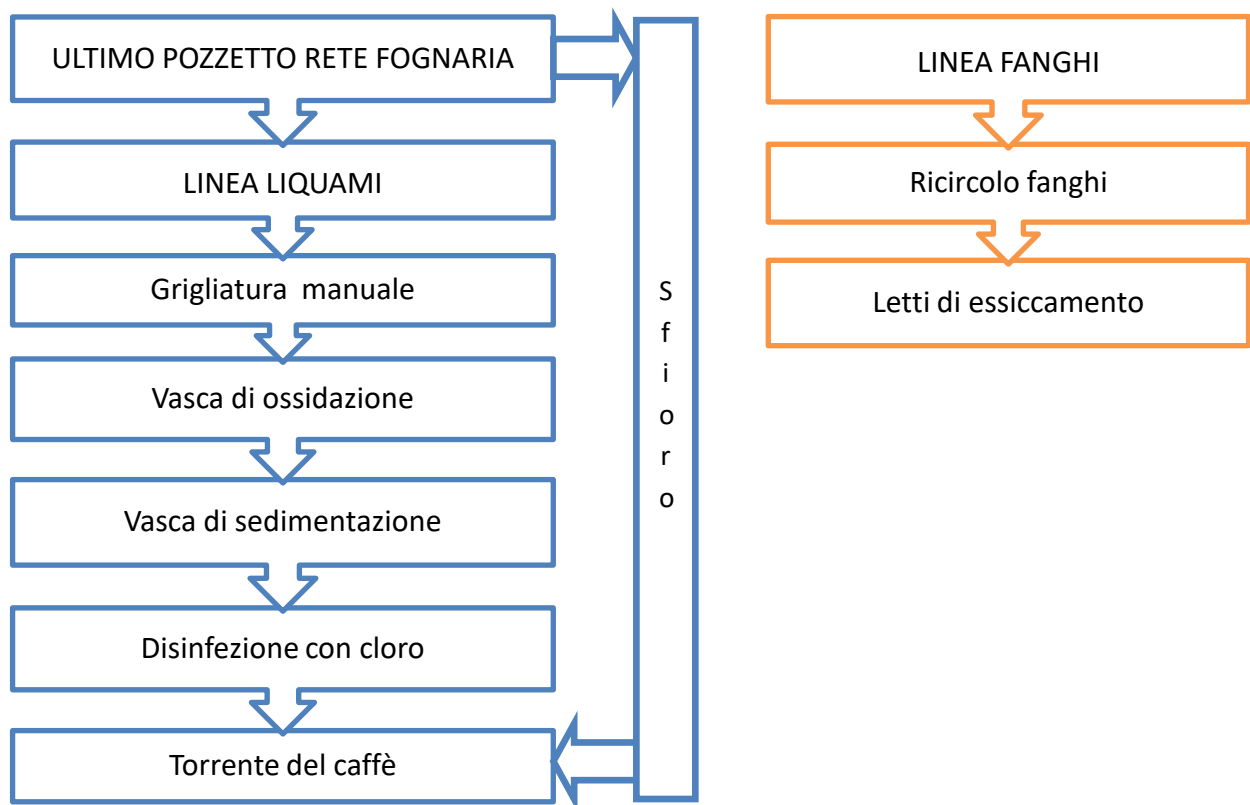 ULTIMO POZZETTO RETE FOGNARIA
LINEA LIQUAMI
Grigliatura  manuale
Vasca di ossidazione
Vasca di sedimentazione
Disinfezione con cloro
Torrente del caffè
S
f
i
o
r
o
LINEA FANGHI
Ricircolo fanghi
Letti di essiccamento